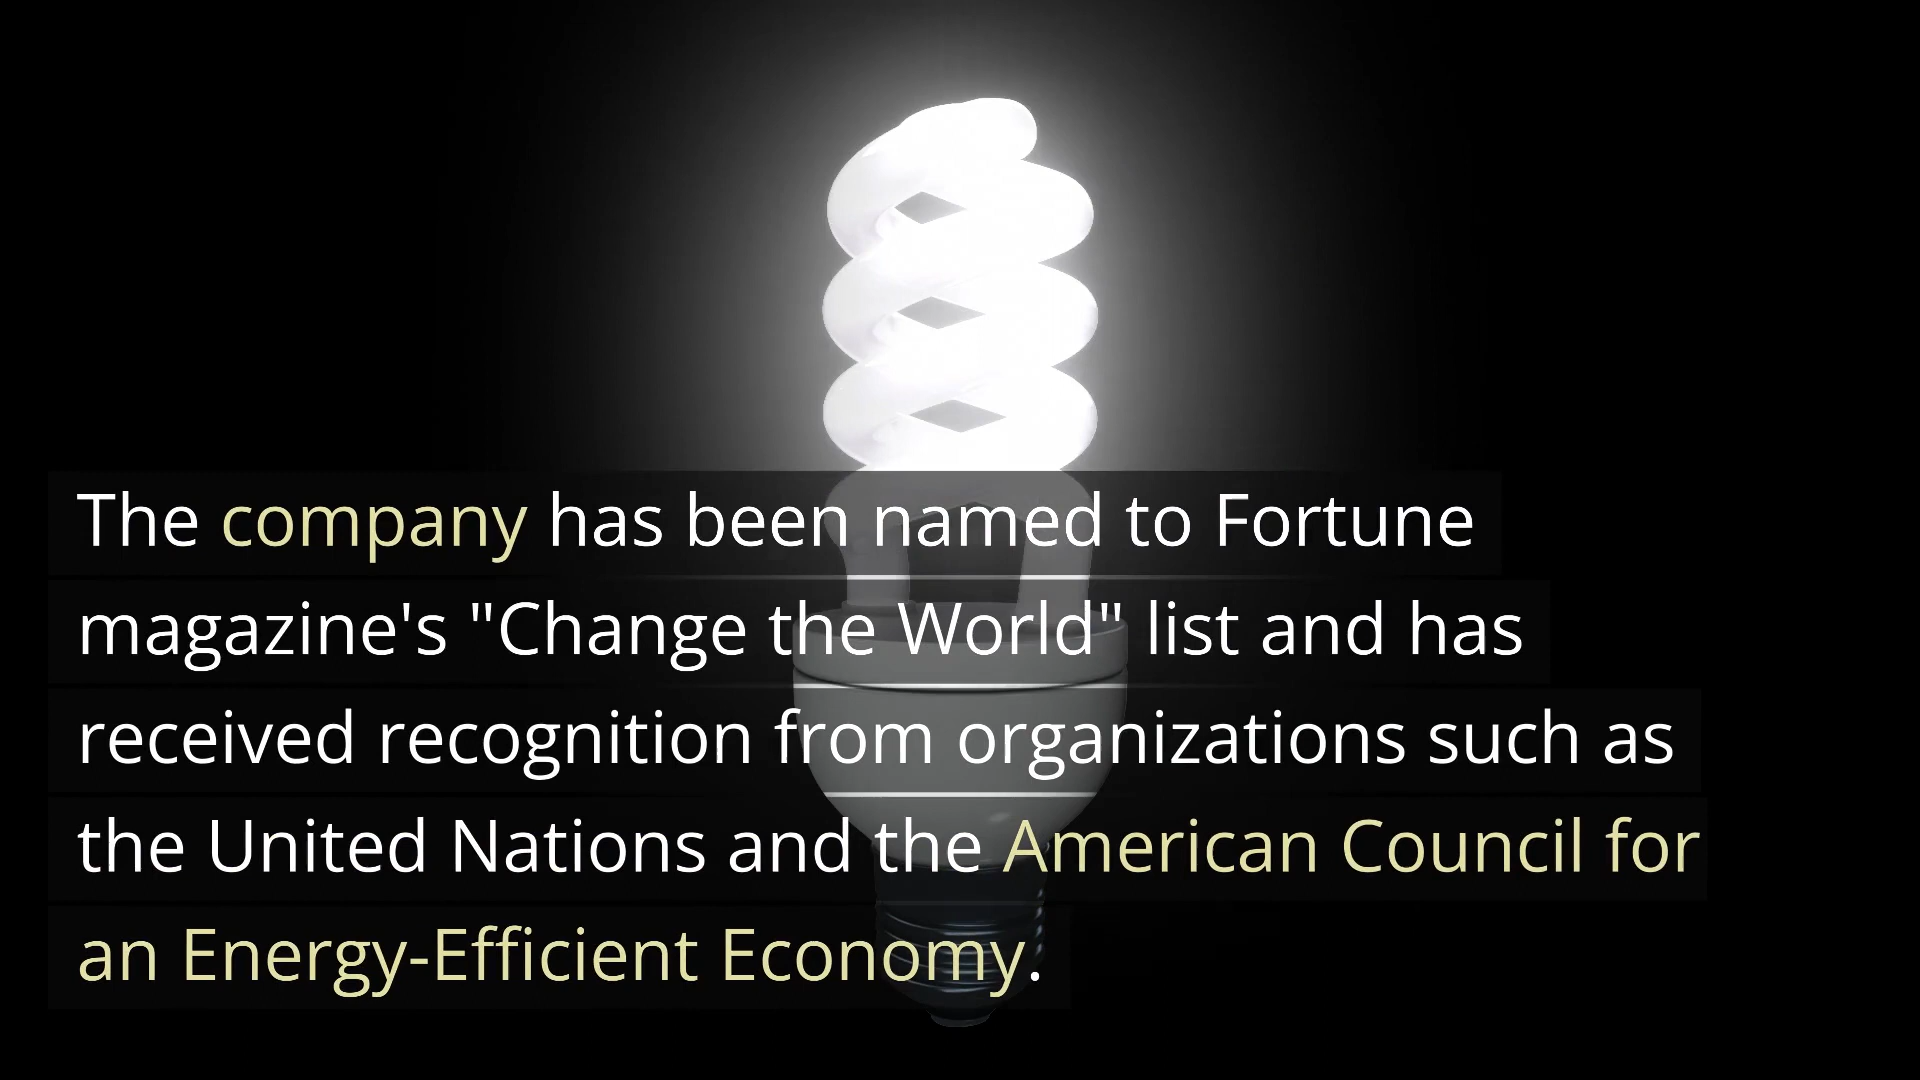 The company has been named to Fortune
magazine's "Change the World" list and has
received recognition from organizations such as
the United Nations and the American Council for
an Energy-Efficient Economy.